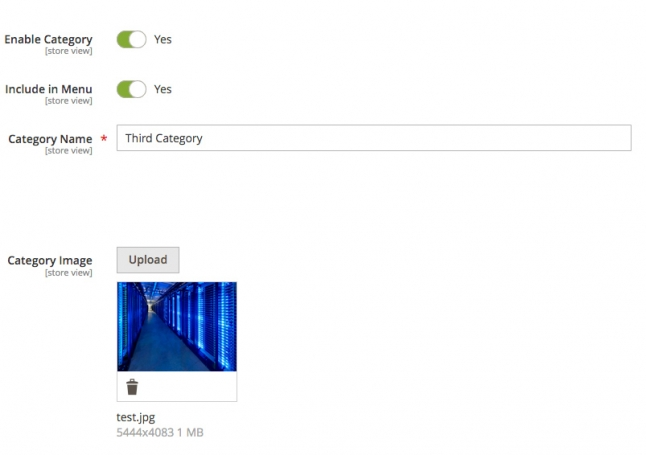 Enable Category
[store view]
Yes
Include in Menu
[store view]
Yes
Category Name *
[store view]
Third Category
Category Image
[store view]
Upload
test.jpg
5444x4083 1 MB